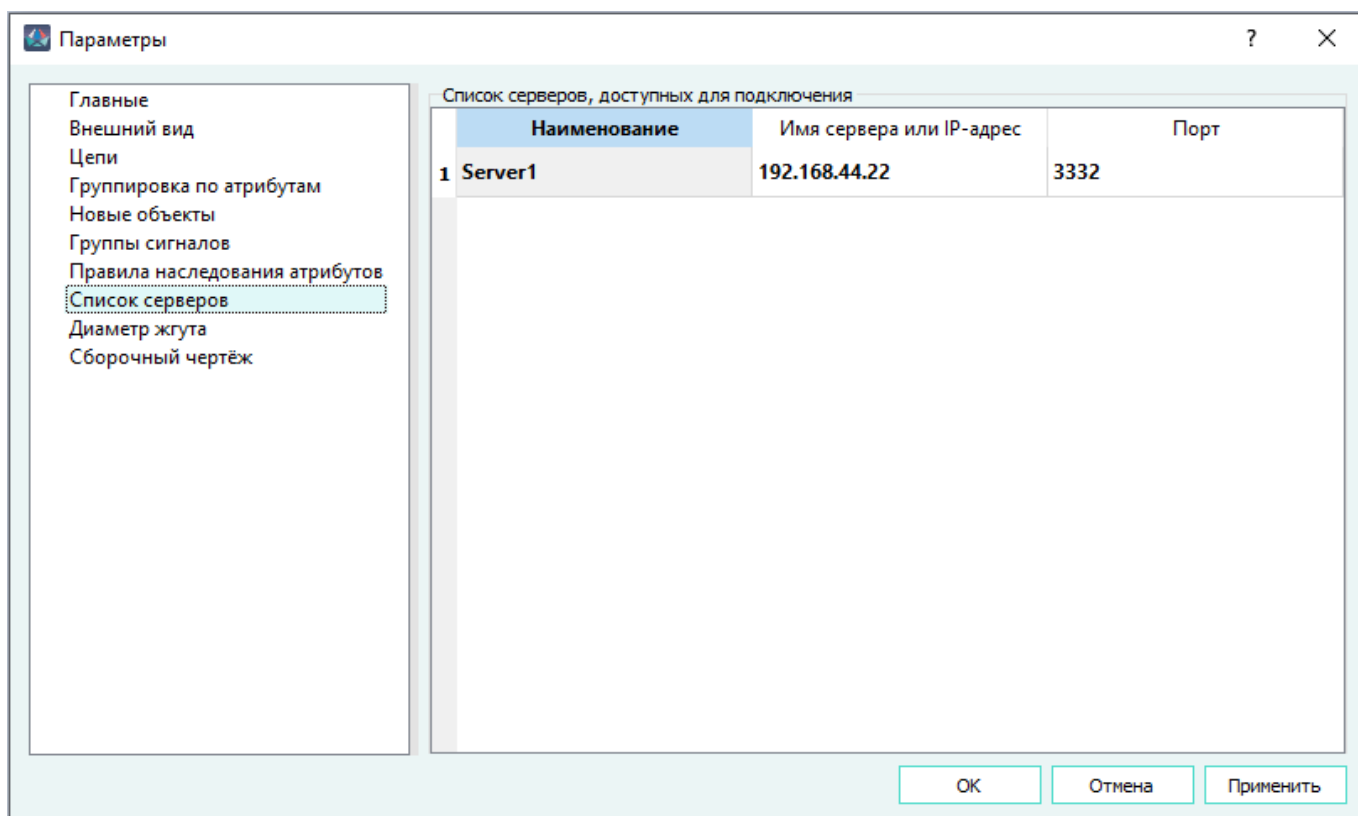 Параметры
?
Главные
Внешний вид
Цепи
Группировка по атрибутам
Новые объекты
Группы сигналов
Правила наследования атрибутов
Список серверов
Диаметр жгута
Сборочный чертёж
Список серверов, доступных для подключения
Наименование Имя сервера или IP-адрес Порт
1 Server1 192.168.44.22 3332
OK Отмена Применить